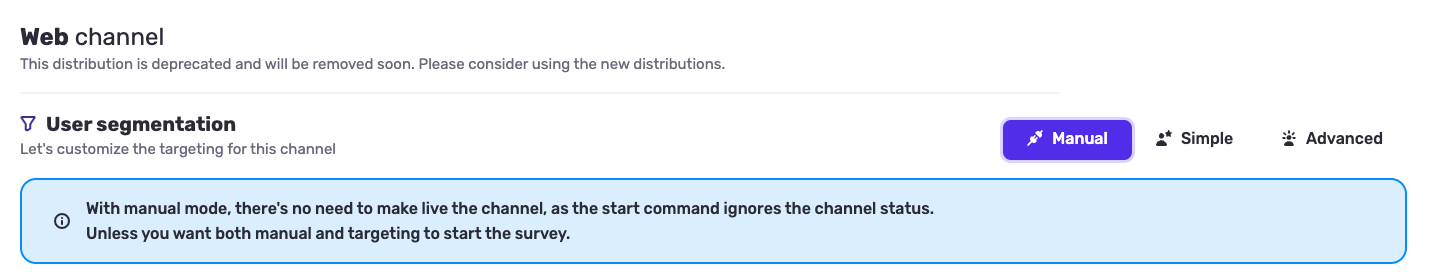 Web channel
This distribution is deprecated and will be removed soon. Please consider using the new distributions.
User segmentation
Let's customize the targeting for this channel
Manual
Simple
Advanced
With manual mode, there's no need to make live the channel, as the start command ignores the channel status.
Unless you want both manual and targeting to start the survey.